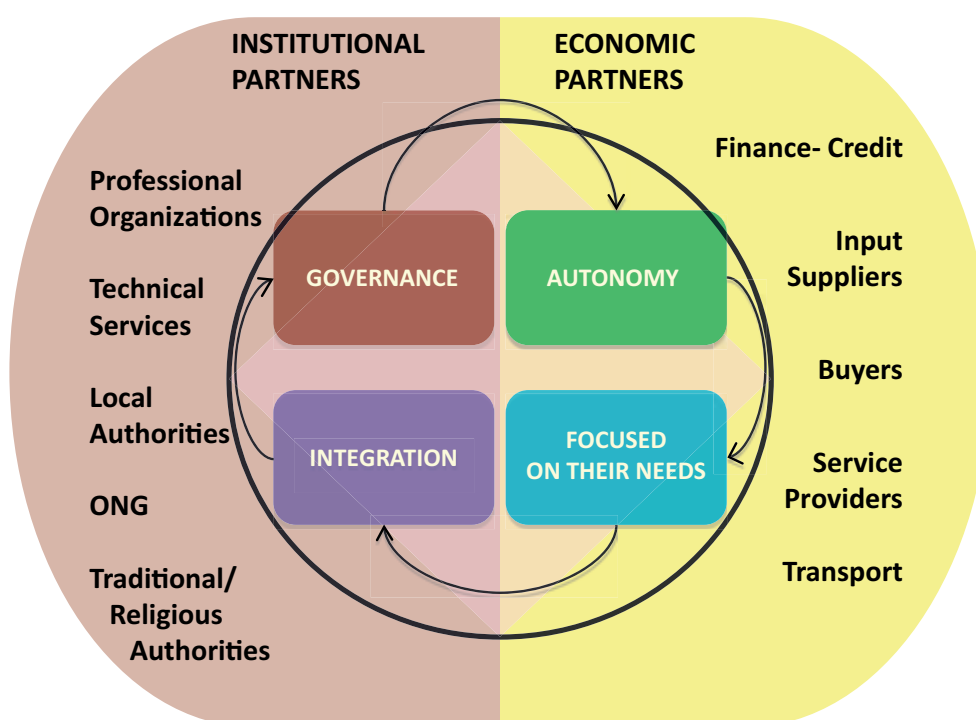 INSTITUTIONAL
PARTNERS
ECONOMIC
PARTNERS
Professional
Organizations
Technical
Services
Local
Authorities
ONG
Traditional/
Religious
Authorities
GOVERNANCE
AUTONOMY
INTEGRATION
FOCUSED
ON THEIR NEEDS
Finance- Credit
Input
Suppliers
Buyers
Service
Providers
Transport